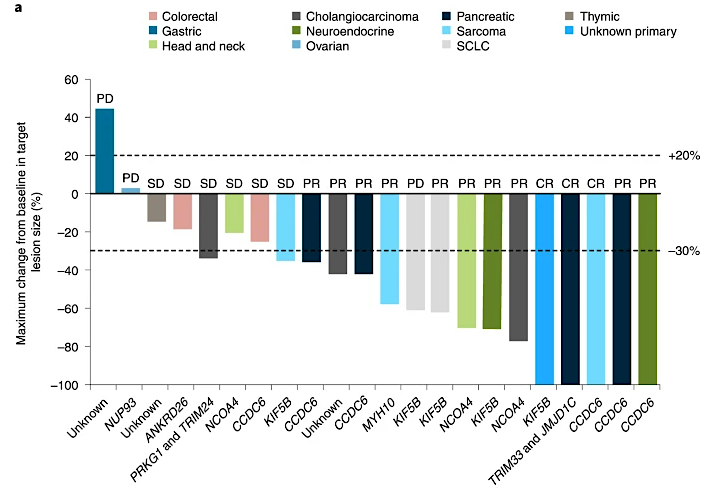 a
Colorectal
Gastric
Head and neck
Cholangiocarcinoma
Neuroendocrine
Ovarian
Pancreatic
Sarcoma
SCLC
Thymic
Unknown primary
Maximum change from baseline in target
lesion size (%)
60
40
20
0
−20
−40
−60
−80
−100
+20%
−30%
PD PD SD SD SD SD SD SD PR PR PR PR PD PR PR PR PR CR CR CR PR PR
Unknown
NUP93
Unknown
ANKRD26
PRKG1 and TRIM24
NCOA4
CCDC6
KIF5B
CCDC6
Unknown
CCDC6
MYH10
KIF5B
KIF5B
NCOA4
KIF5B
NCOA4
KIF5B
TRIM33 and JMJD1C
CCDC6
CCDC6
CCDC6